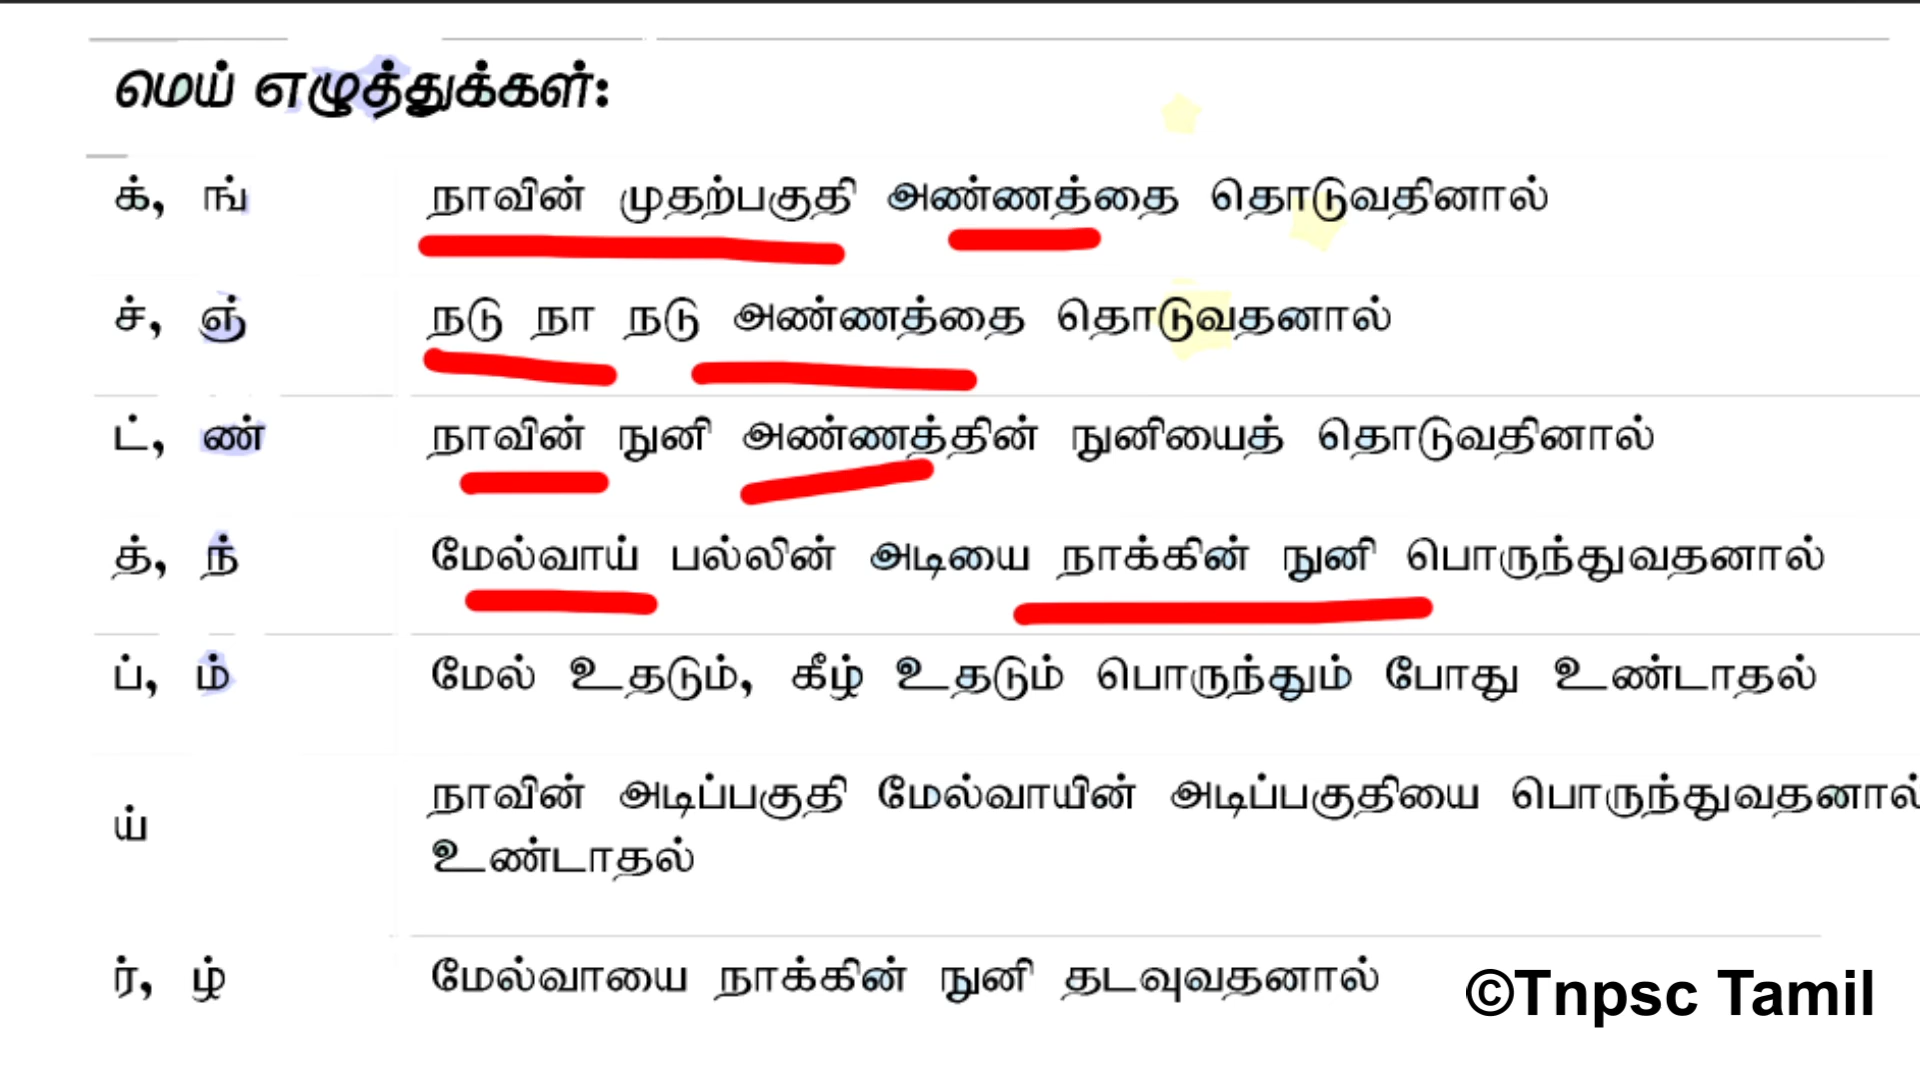 மெய் எழுத்துக்கள்:
க், ங் நாவின் முதற்பகுதி அண்ணத்தை தொடுவதினால்
ச், ஞ் நடு நா நடு அண்ணத்தை தொடுவதனால்
ட், ண் நாவின் நுனி அண்ணத்தின் நுனியைத் தொடுவதினால்
த், ந் மேல்வாய் பல்லின் அடியை நாக்கின் நுனி பொருந்துவதனால்
ப், ம் மேல் உதடும், கீழ் உதடும் பொருந்தும் போது உண்டாதல்
ய் நாவின் அடிப்பகுதி மேல்வாயின் அடிப்பகுதியை பொருந்துவதனால்
உண்டாதல்
ர், ழ் மேல்வாயை நாக்கின் நுனி தடவுவதனால்
©Tnpsc Tamil